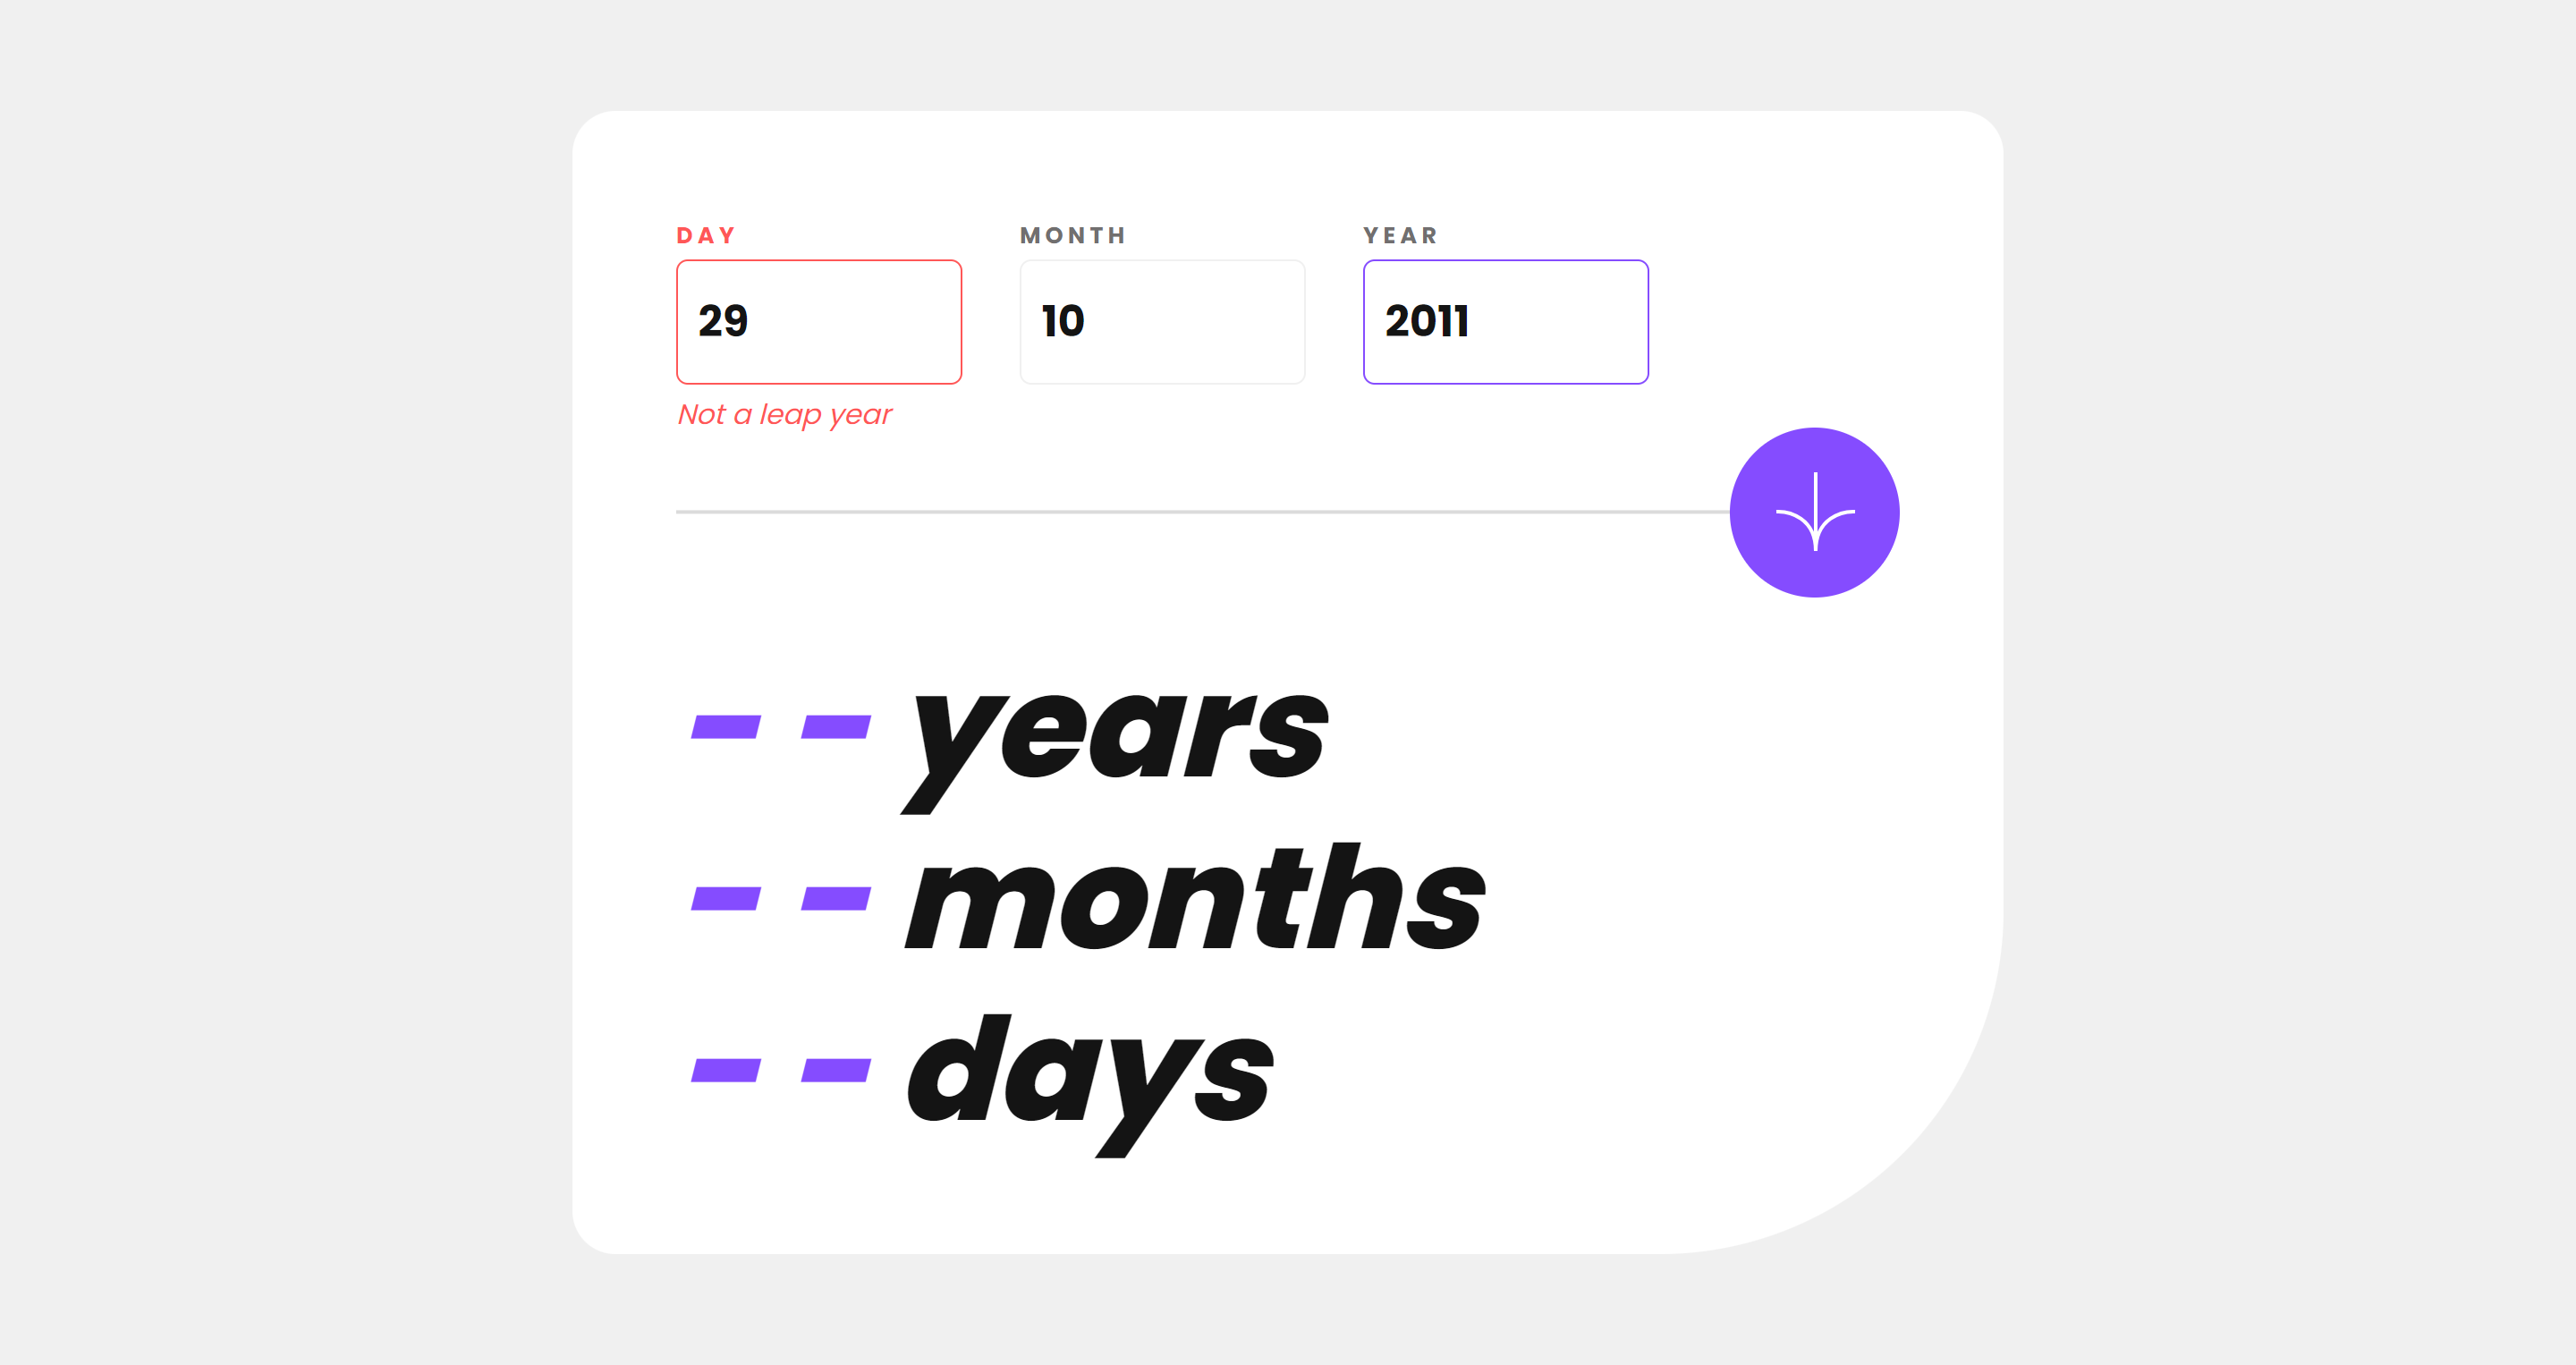 DAY MONTH YEAR
29 10 2011
Not a leap year
- - years
- - months
- - days